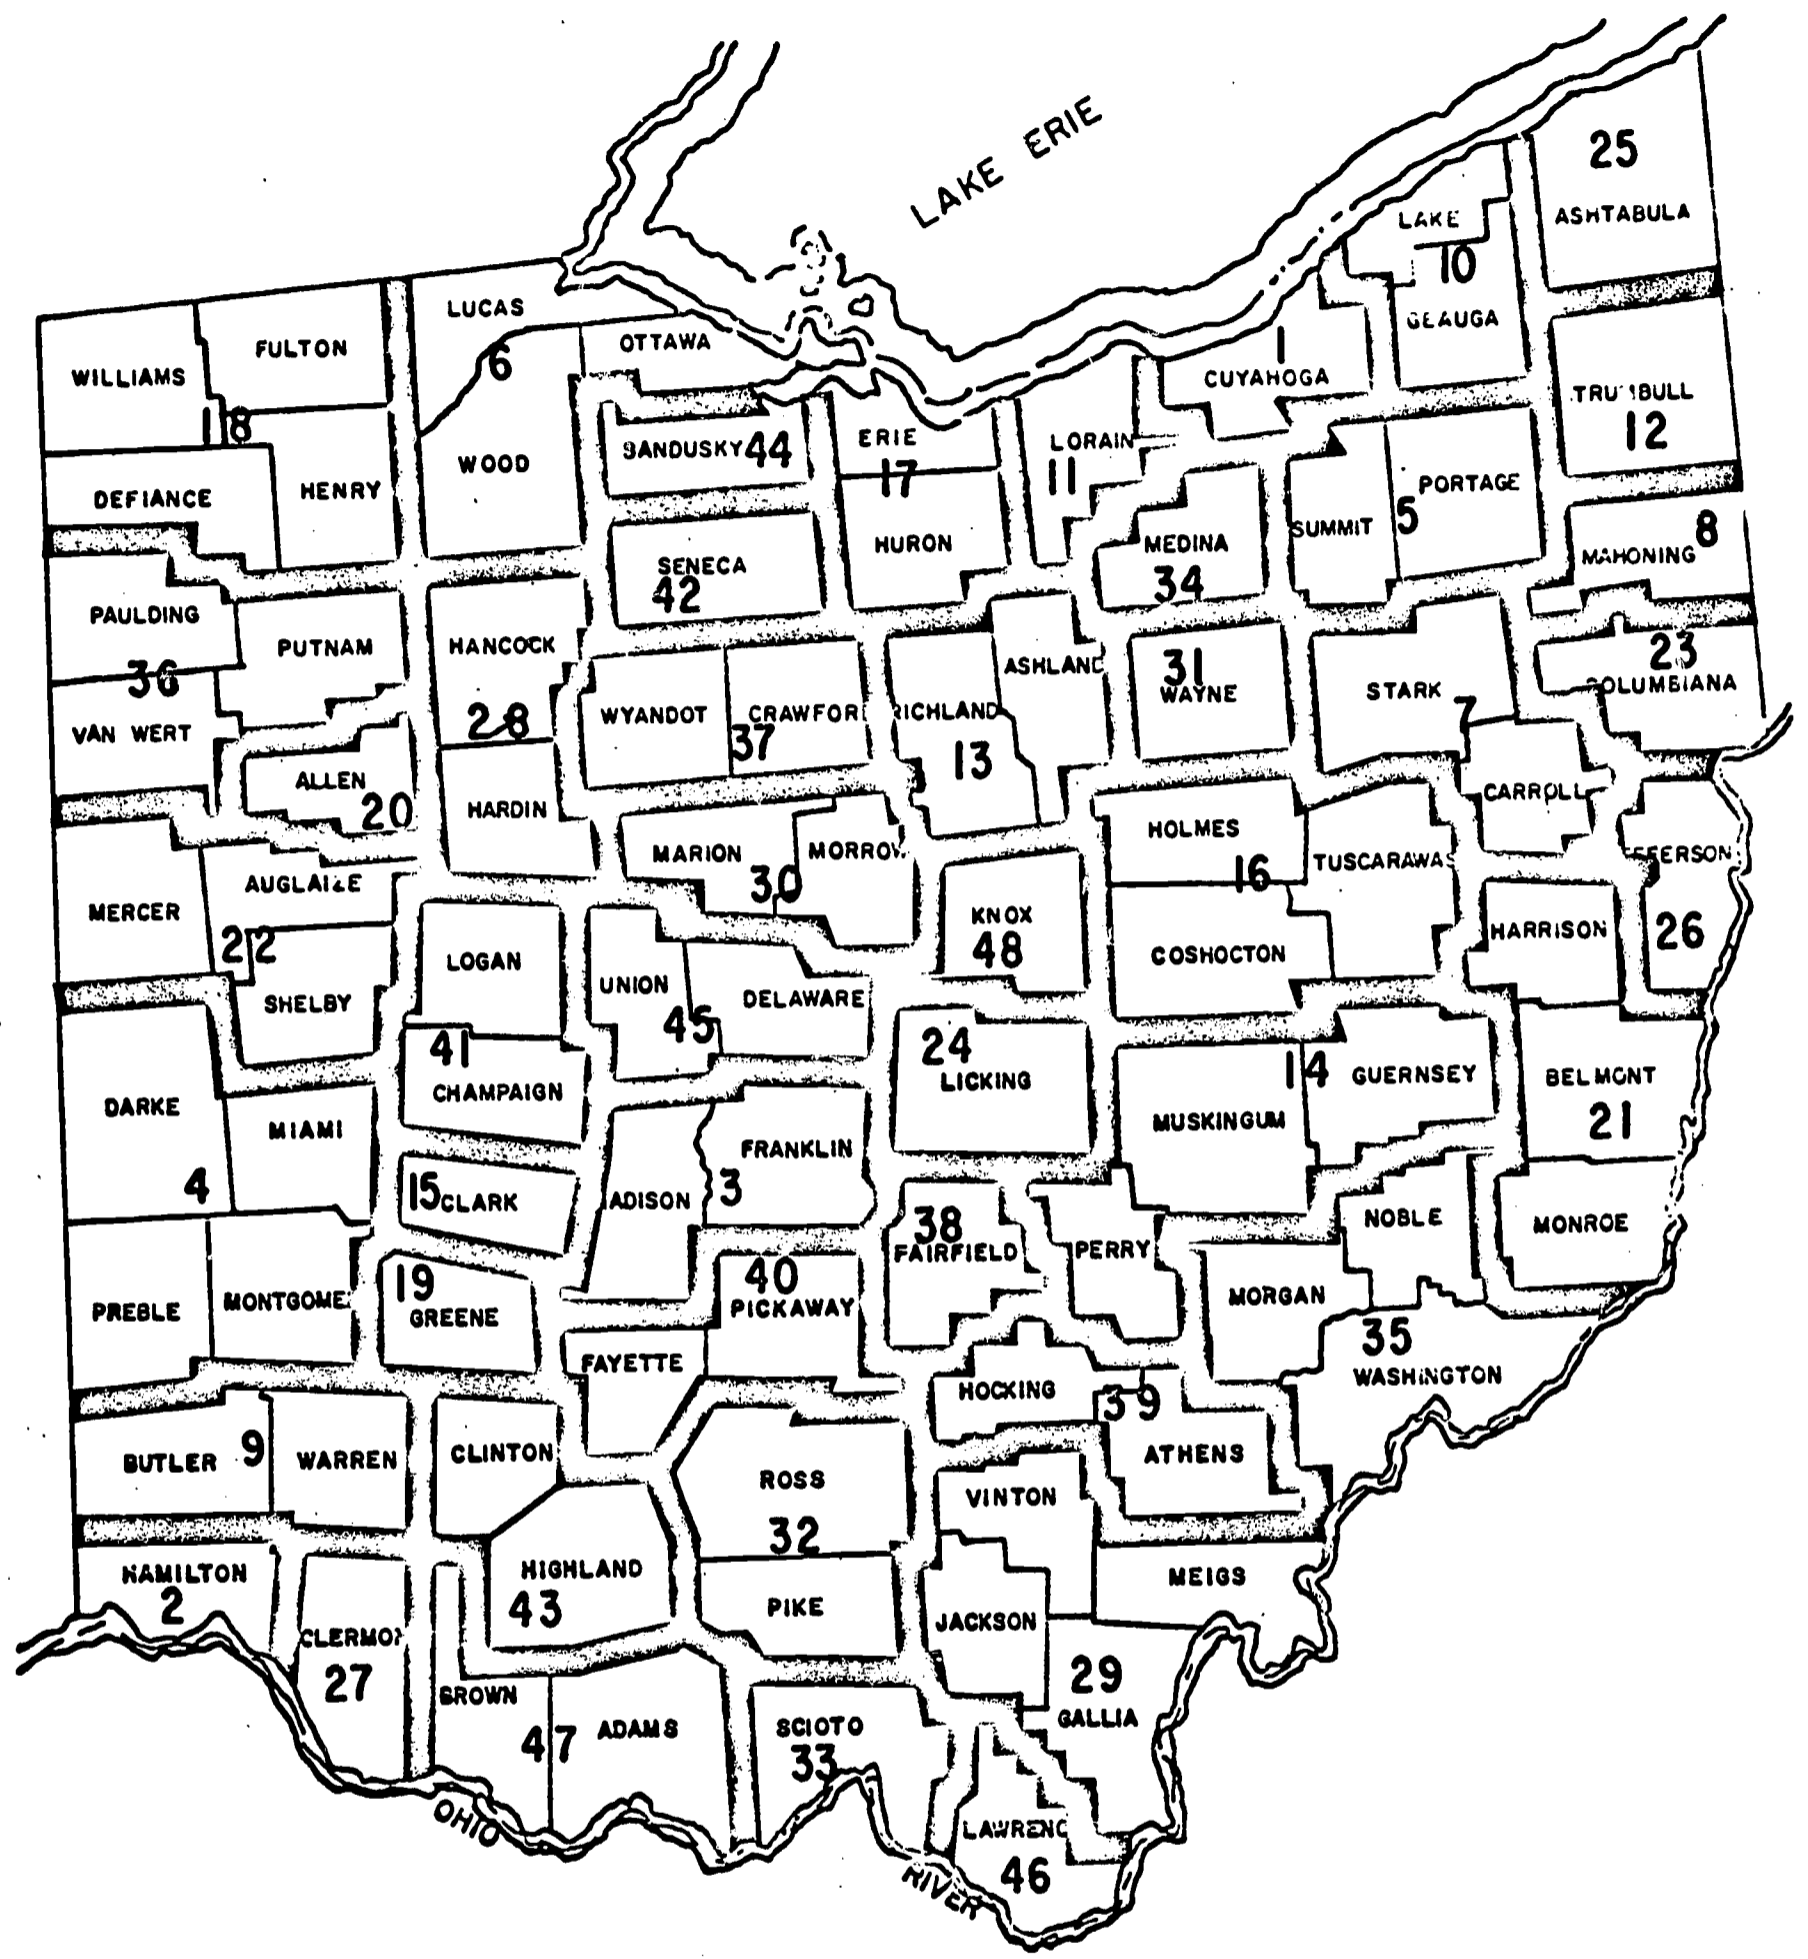 LAKE ERIE
25
ASHTABULA
LAKE
10
GEAUGA
LUCAS
6
OTTAWA
FULTON
WILLIAMS
18
1
CUYAHOGA
TRUMBULL
12
SANDUSKY 44
ERIE
17
LORAIN
11
WOOD
HENRY
DEFIANCE
PORTAGE
5
SUMMIT
MEDINA
34
HURON
SENECA
42
MAHONING 8
PAULDING
36
VAN WERT
PUTNAM
HANCOCK
28
HARDIN
WYANDOT
CRAWFOR
37
RICHLAND
13
ASHLAND
31
WAYNE
STARK
7
23
COLUMBIANA
CARROLL
ALLEN
20
MARION
30
MORROW
HOLMES
16
TUSCARAWAS
26
MERCER
AUGLAIZE
22
SHELBY
LOGAN
41
CHAMPAIGN
UNION
45
DELAWARE
KNOX
48
COSHOCTON
HARRISON
24
LICKING
14
GUERNSEY
MUSKINGUM
BELMONT
21
DARKE
4
MIAMI
15 CLARK
ADISON
3
FRANKLIN
38
FAIRFIELD
PERRY
NOBLE
MONROE
PREBLE
MONTGOME
19
GREENE
40
PICKAWAY
MORGAN
35
WASHINGTON
FAYETTE
HOCKING
39
ATHENS
BUTLER 9
WARREN
CLINTON
ROSS
32
PIKE
VINTON
HAMILTON
2
HIGHLAND
43
JACKSON
MEIGS
CLERMO
27
BROWN
47
ADAMS
SCIOTO
33
29
GALLIA
LAWRENC
46
OHIO
RIVER